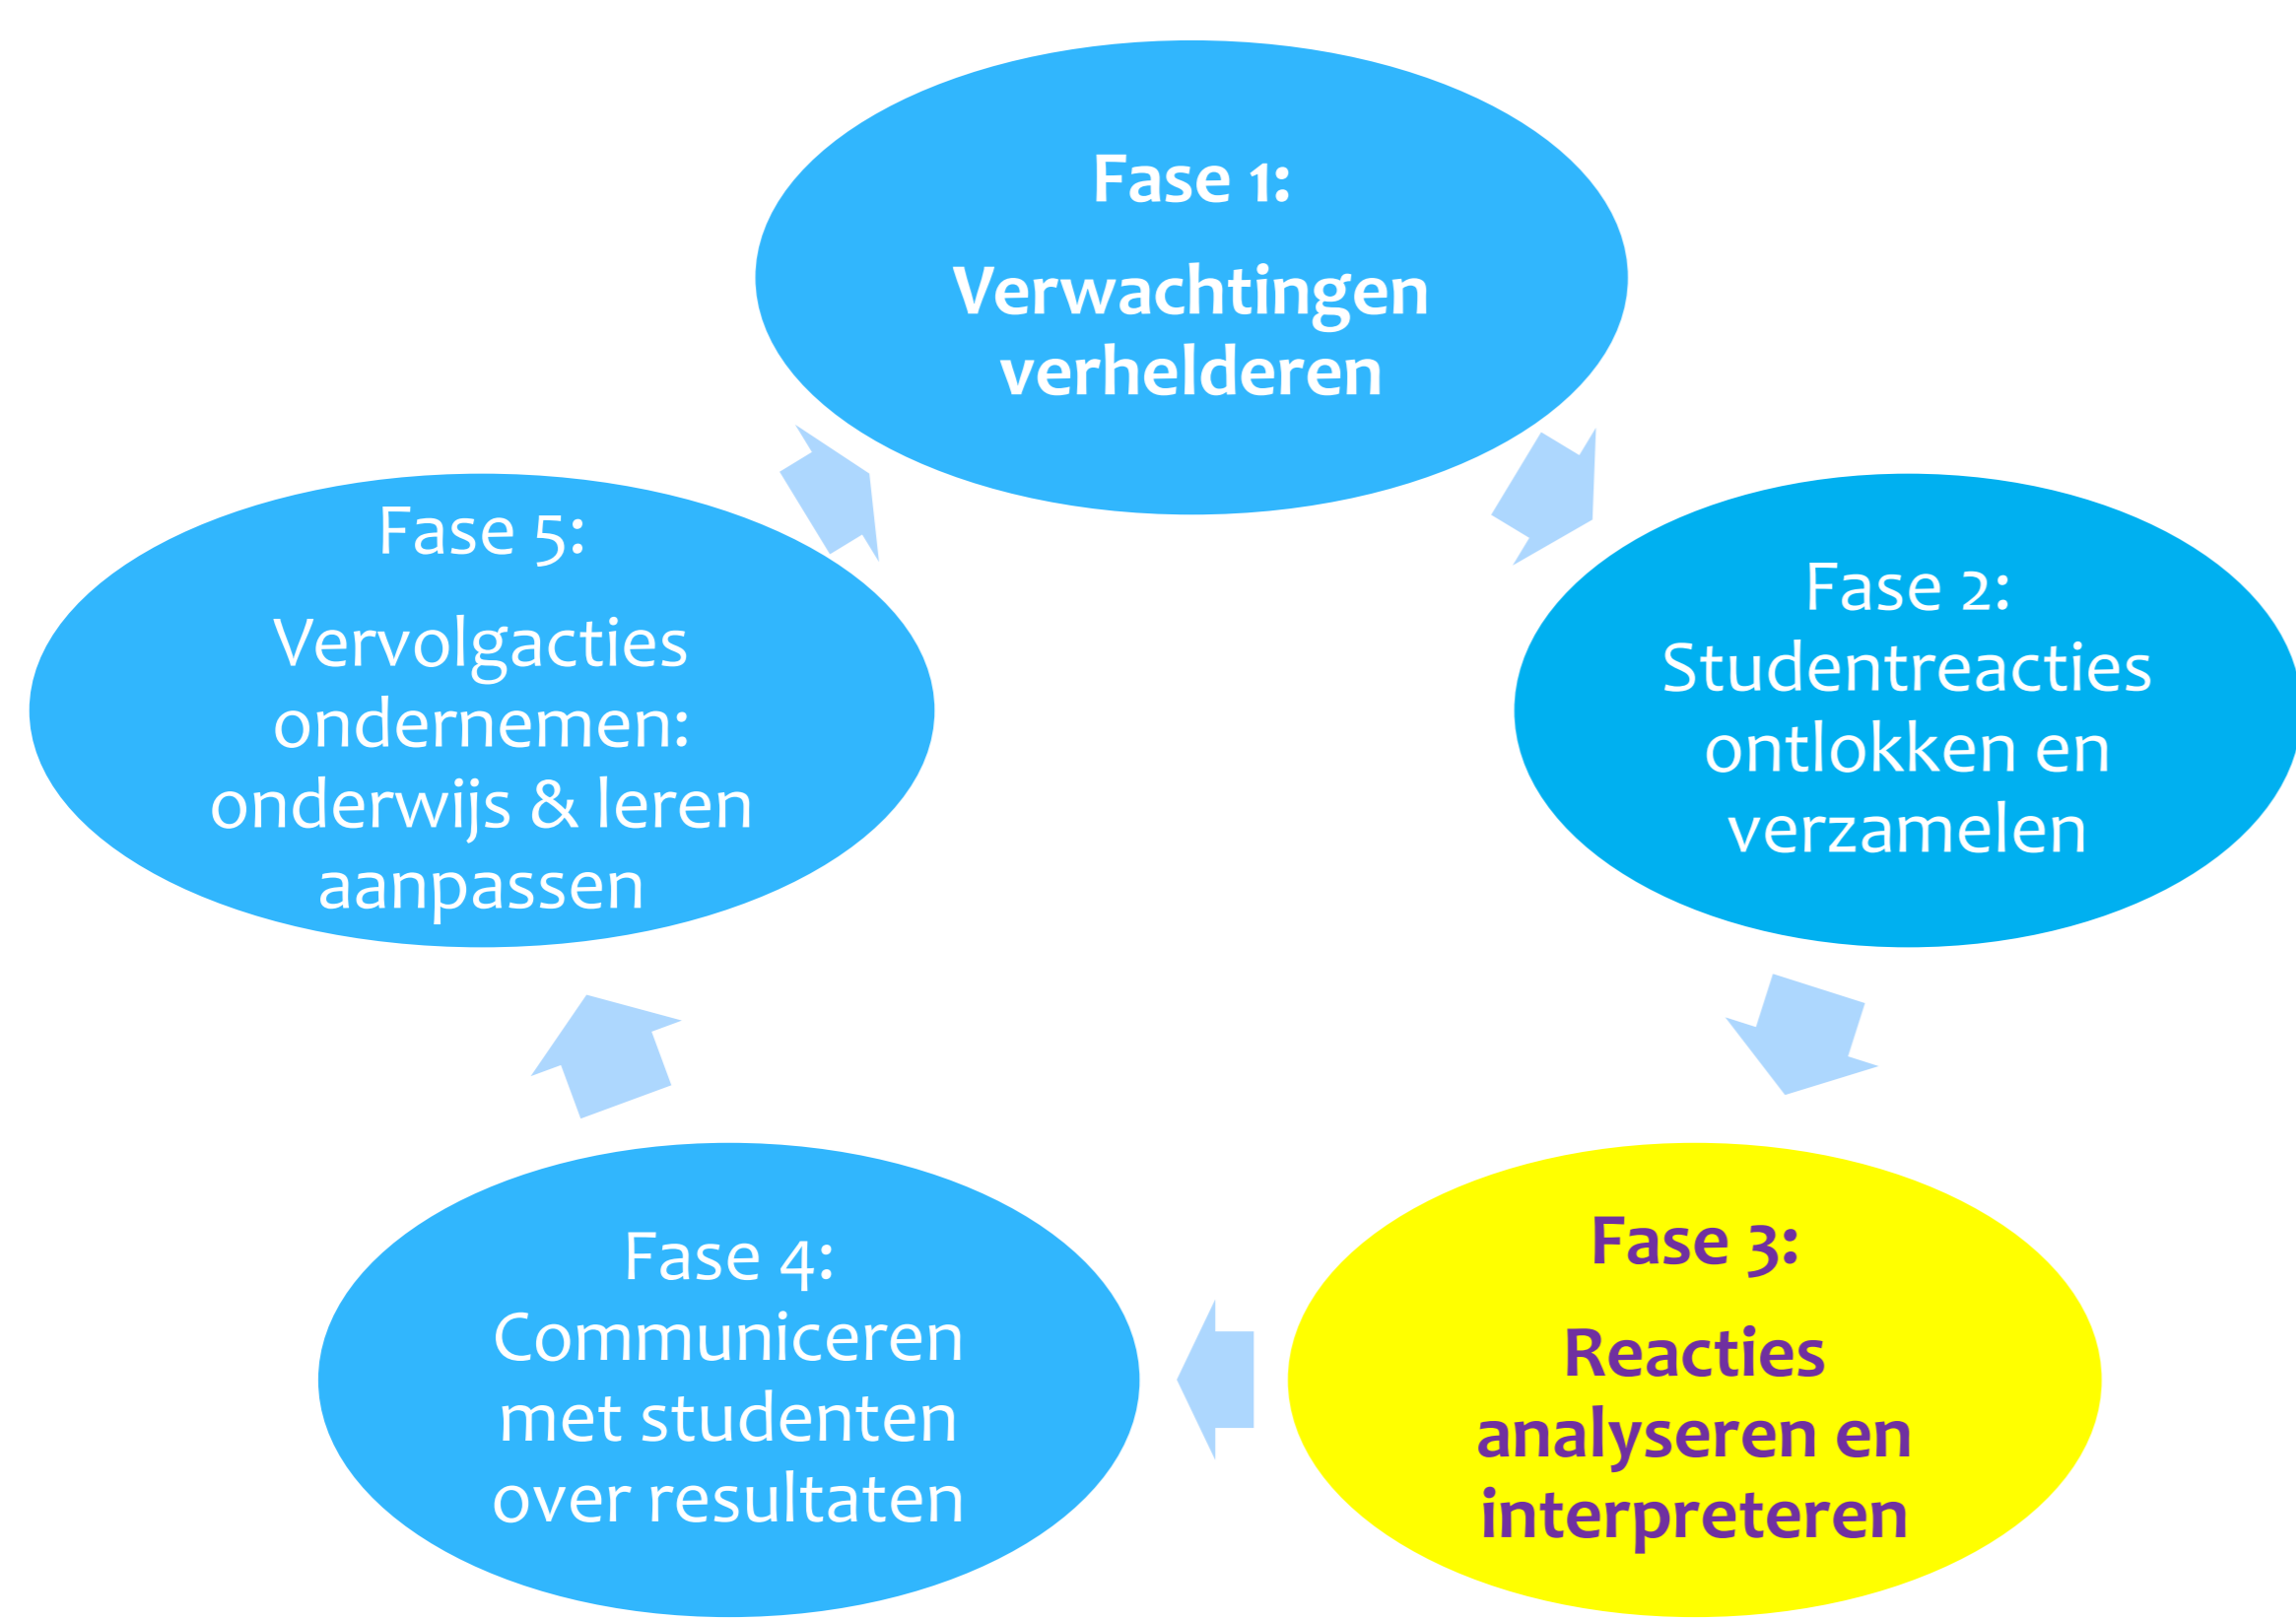 Fase 1:
Verwachtingen
verhelderen
Fase 2:
Studentreacties
ontlokken en
verzamelen
Fase 3:
Reacties
analyseren en
interpreteren
Fase 4:
Communiceren
met studenten
over resultaten
Fase 5:
Vervolgacties
ondernemen:
onderwijs & leren
aanpassen